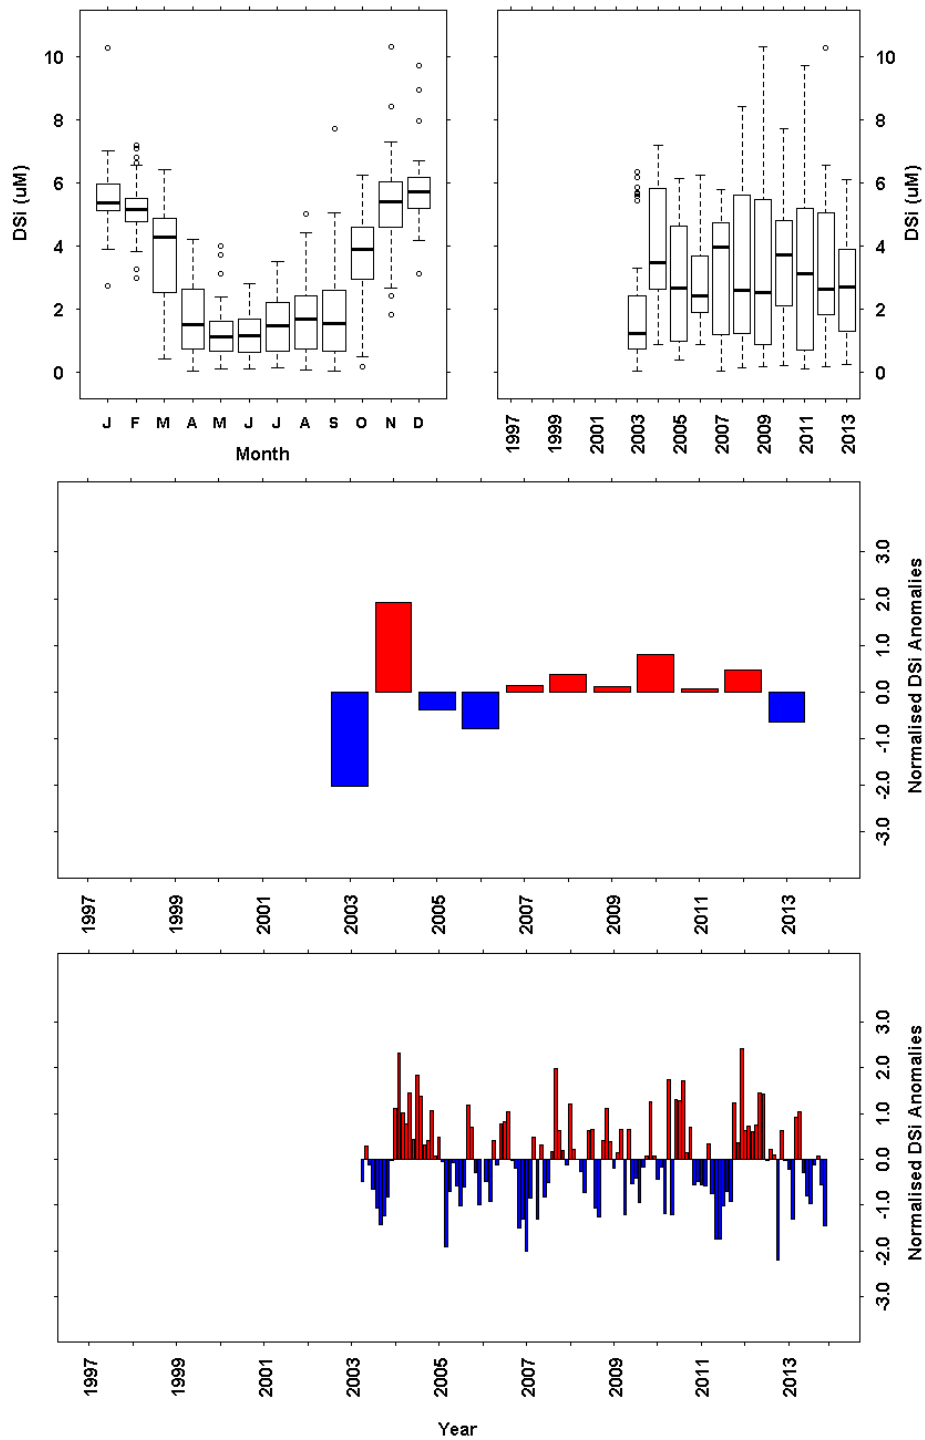 10
8
6
4
2
0
DSi (uM)
J F M A M J J A S O N D
Month
10
8
6
4
2
0
DSi (uM)
1997 1999 2001 2003 2005 2007 2009 2011 2013
3.0
2.0
1.0
0.0
-1.0
-2.0
-3.0
Normalised DSi Anomalies
1997 1999 2001 2003 2005 2007 2009 2011 2013
3.0
2.0
1.0
0.0
-1.0
-2.0
-3.0
Normalised DSi Anomalies
1997 1999 2001 2003 2005 2007 2009 2011 2013
Year